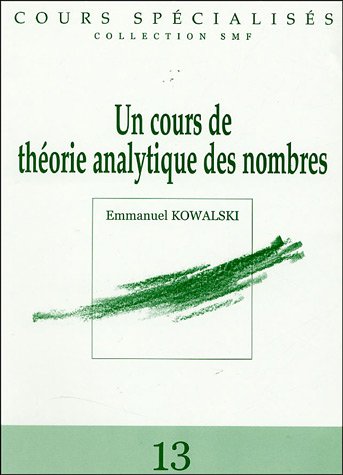 COURS SPÉCIALISÉS
COLLECTION SMF
Un cours de
théorie analytique des nombres
Emmanuel KOWALSKI
13